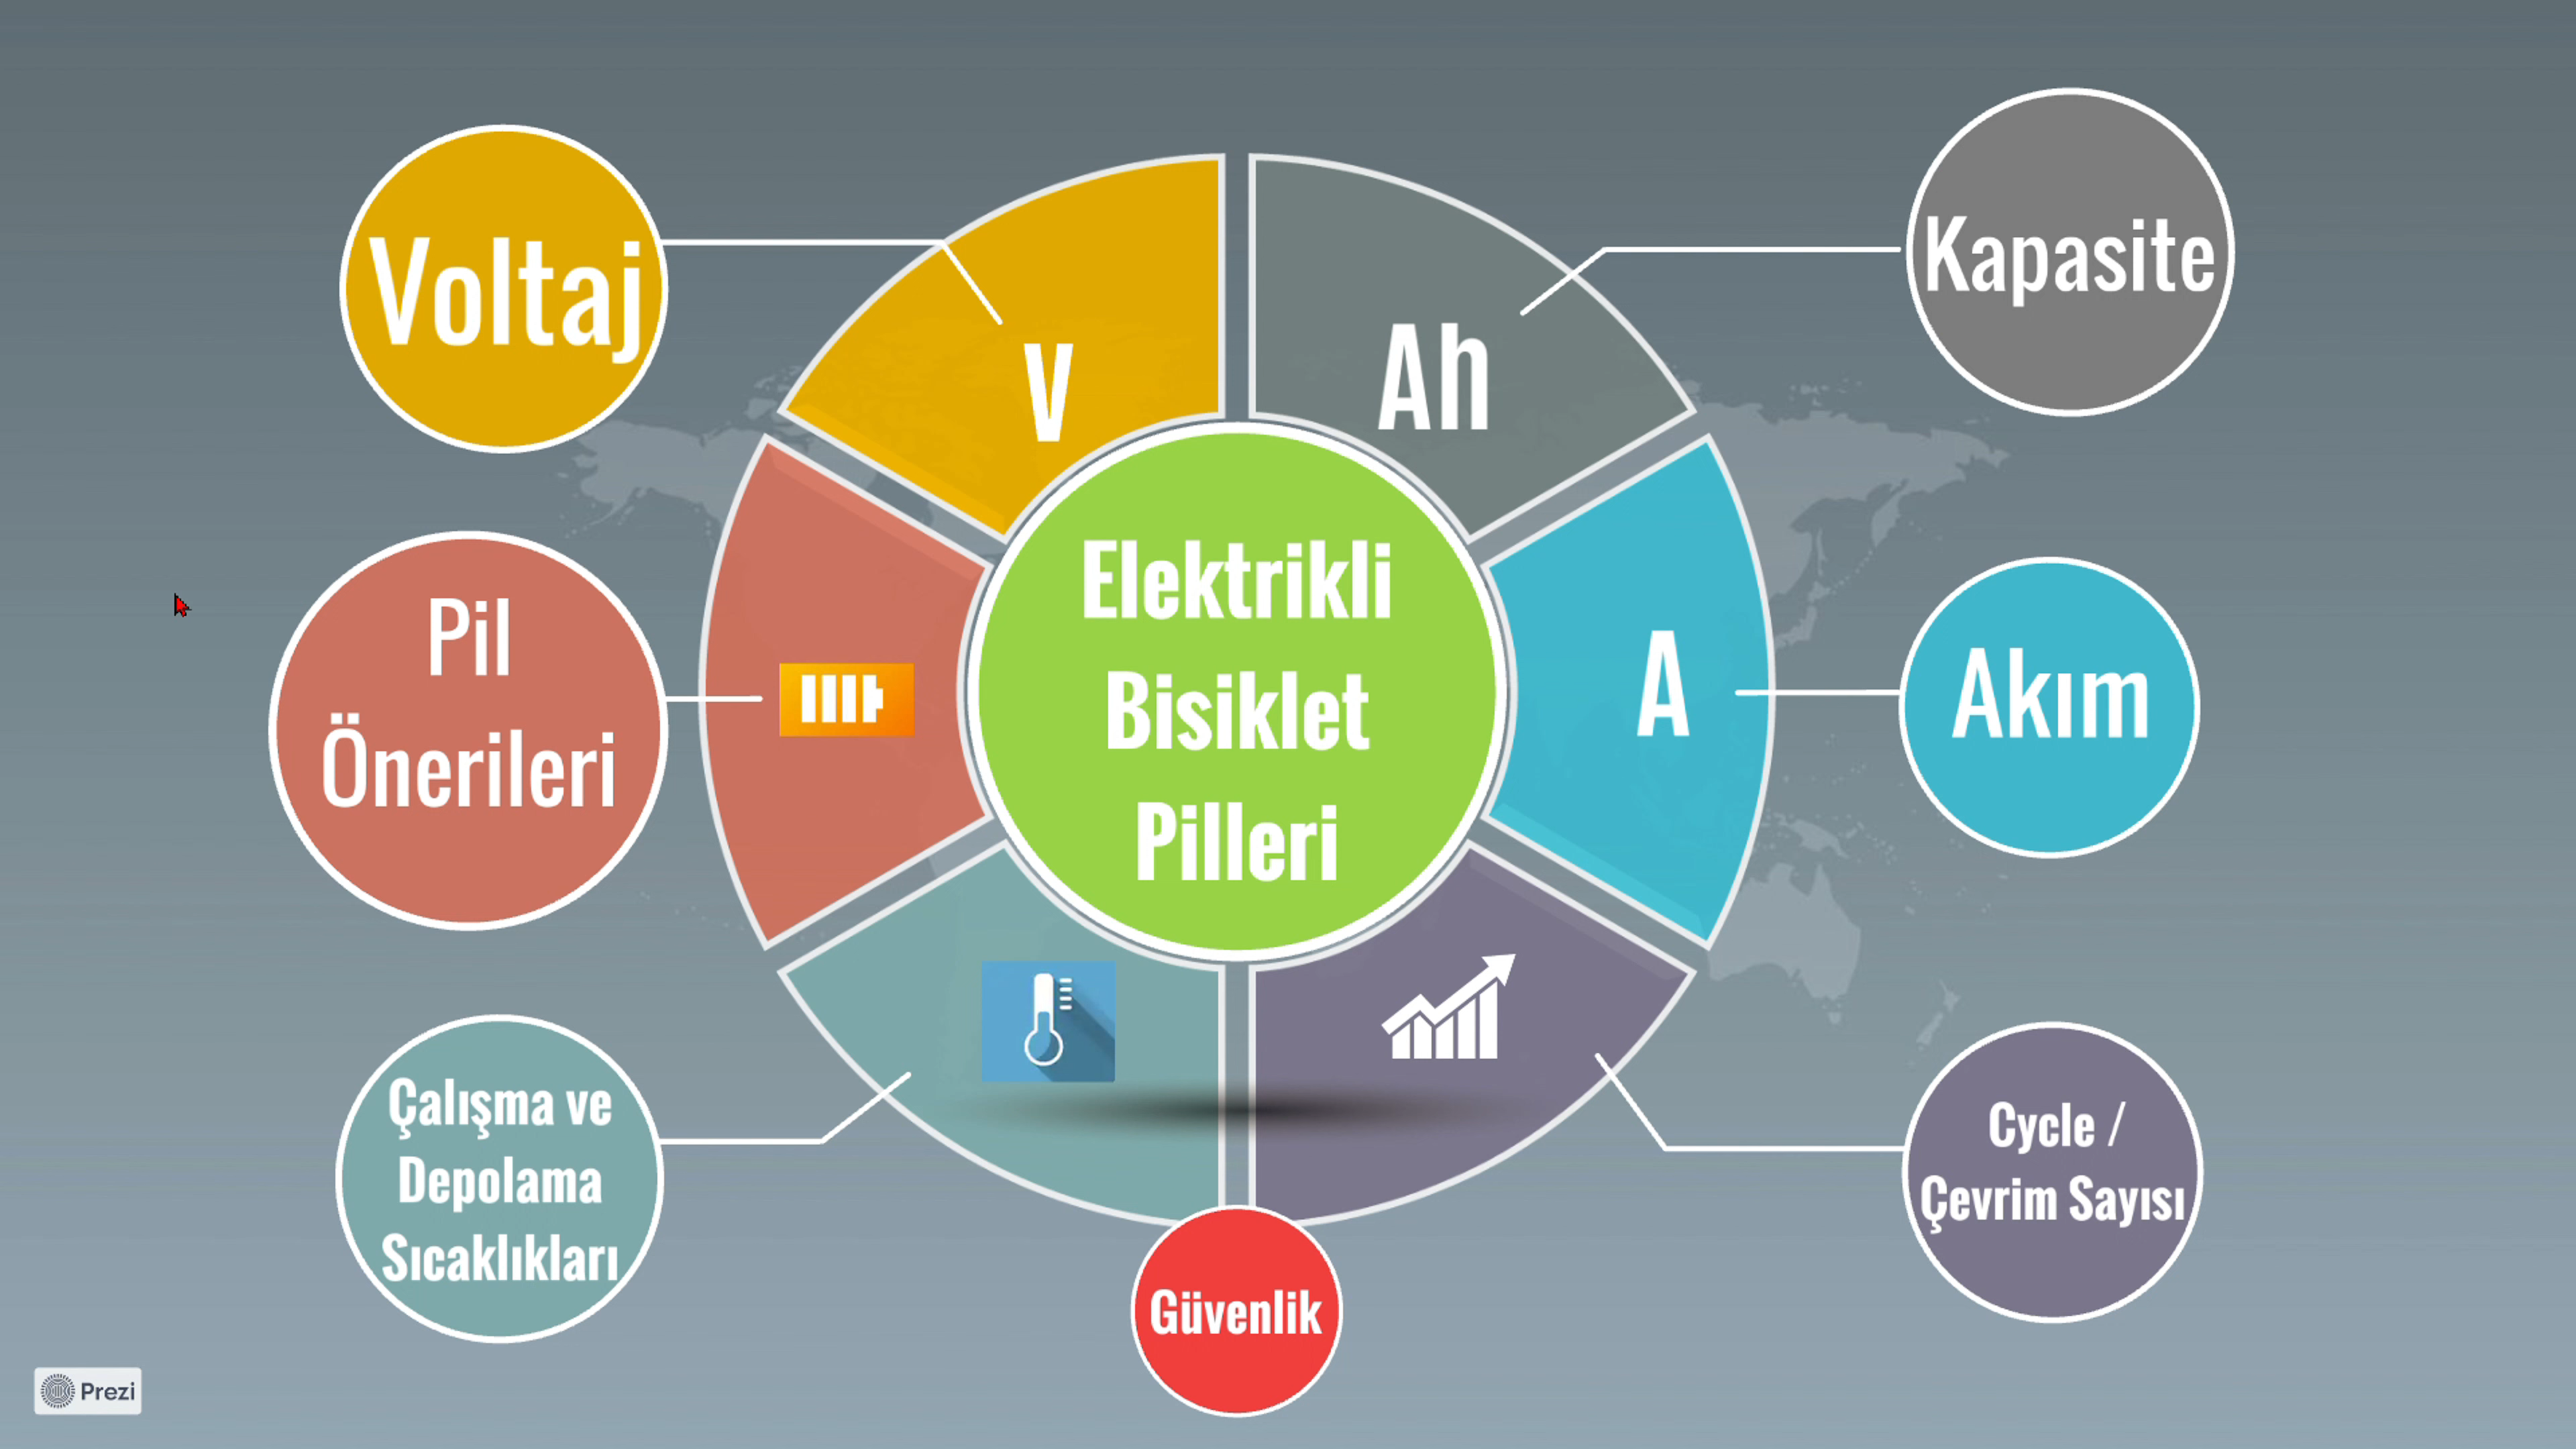 Voltaj
V
Ah
Kapasite
Pil
Önerileri
Elektrikli
Bisiklet
Pilleri
A
Akım
Çalışma ve
Depolama
Sıcaklıkları
Cycle /
Çevrim Sayısı
Güvenlik
Prezi